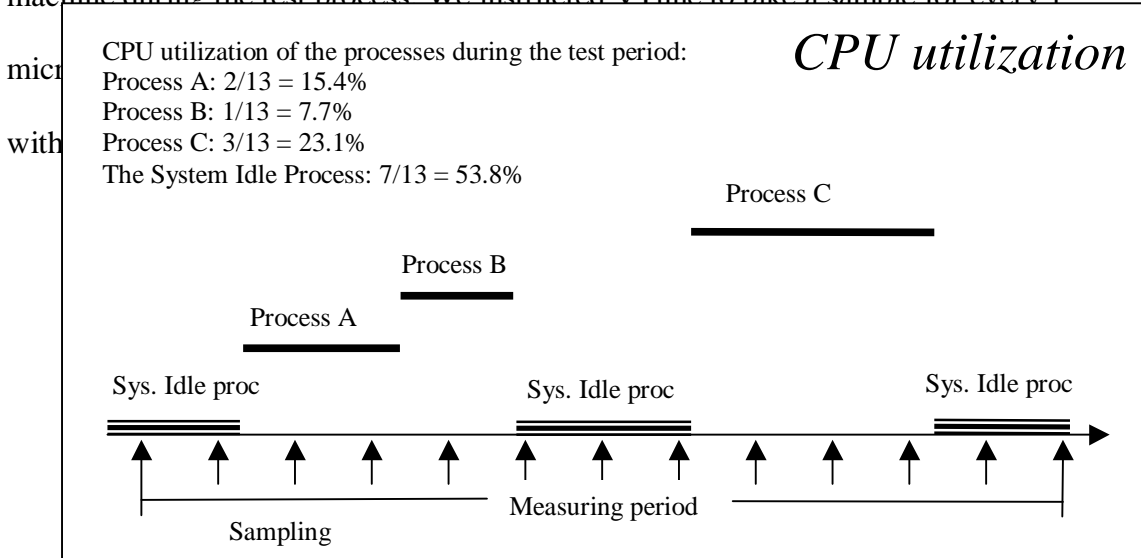 CPU utilization of the processes during the test period:
CPU utilization
Process A: 2/13 = 15.4%
Process B: 1/13 = 7.7%
Process C: 3/13 = 23.1%
with
The System Idle Process: 7/13 = 53.8%
Process C
Process B
Process A
Sys. Idle proc
Sys. Idle proc
Sys. Idle proc
Measuring period
Sampling